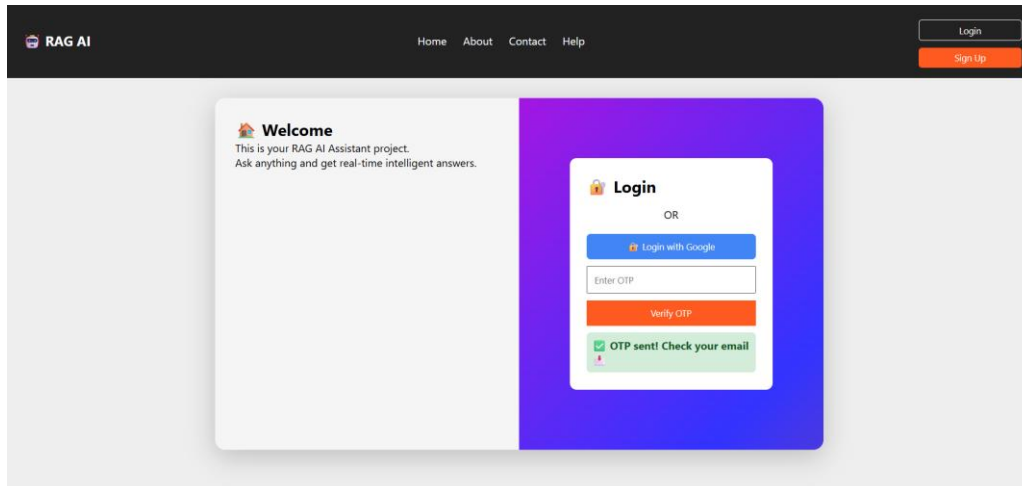 RAG AI
Home About Contact Help
Login
Sign Up
Welcome
This is your RAG AI Assistant project.
Ask anything and get real-time intelligent answers.
Login
OR
Login with Google
Enter OTP
Verify OTP
OTP sent! Check your email